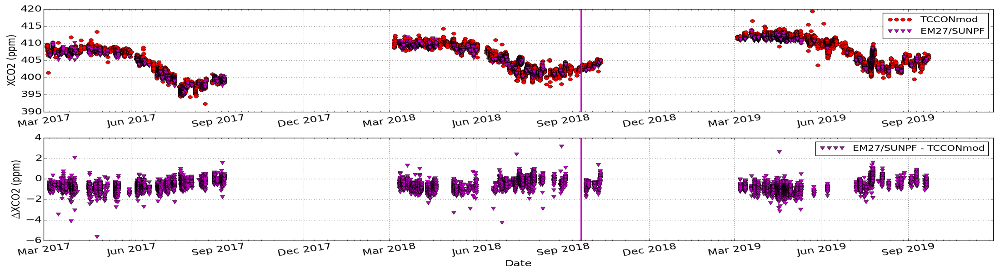 420
415
410
405
400
395
390
XCO2 (ppm)
TCCONmod
EM27/SUNPF
Mar 2017
Jun 2017
Sep 2017
Dec 2017
Mar 2018
Jun 2018
Sep 2018
Dec 2018
Mar 2019
Jun 2019
Sep 2019
4
2
0
−2
−4
−6
ΔXCO2 (ppm)
EM27/SUNPF - TCCONmod
Mar 2017
Jun 2017
Sep 2017
Dec 2017
Mar 2018
Jun 2018
Sep 2018
Dec 2018
Mar 2019
Jun 2019
Sep 2019
Date